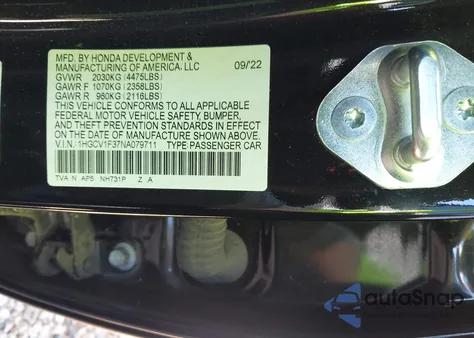 MFD. BY HONDA DEVELOPMENT &
MANUFACTURING OF AMERICA, LLC 09/22
GVWR 2030KG (4475LBS)
GAWR F 1070KG (2358LBS)
GAWR R 960KG (2116LBS)
THIS VEHICLE CONFORMS TO ALL APPLICABLE
FEDERAL MOTOR VEHICLE SAFETY, BUMPER,
AND THEFT PREVENTION STANDARDS IN EFFECT
ON THE DATE OF MANUFACTURE SHOWN ABOVE.
V.I.N.: 1HGCV1F37NA079711 TYPE:PASSENGER CAR
TVA N AP5 NH731P Z A
autoSnap